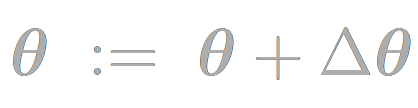 θ := θ + Δθ